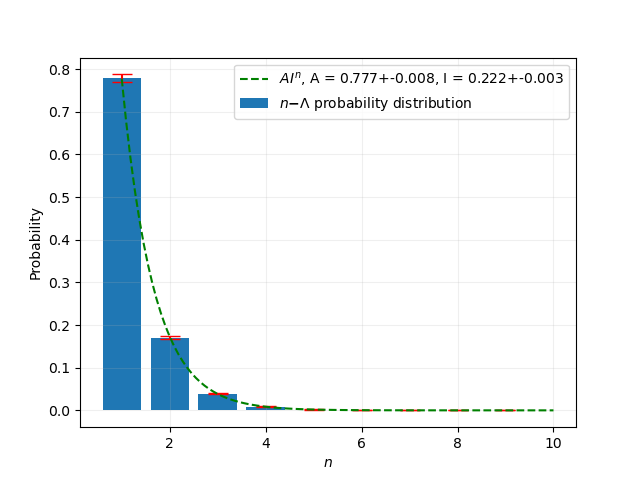 0.8
0.7
0.6
0.5
0.4
0.3
0.2
0.1
0.0
Probability
AIⁿ, A = 0.777+-0.008, I = 0.222+-0.003
n−Λ probability distribution
2 4 6 8 10
n